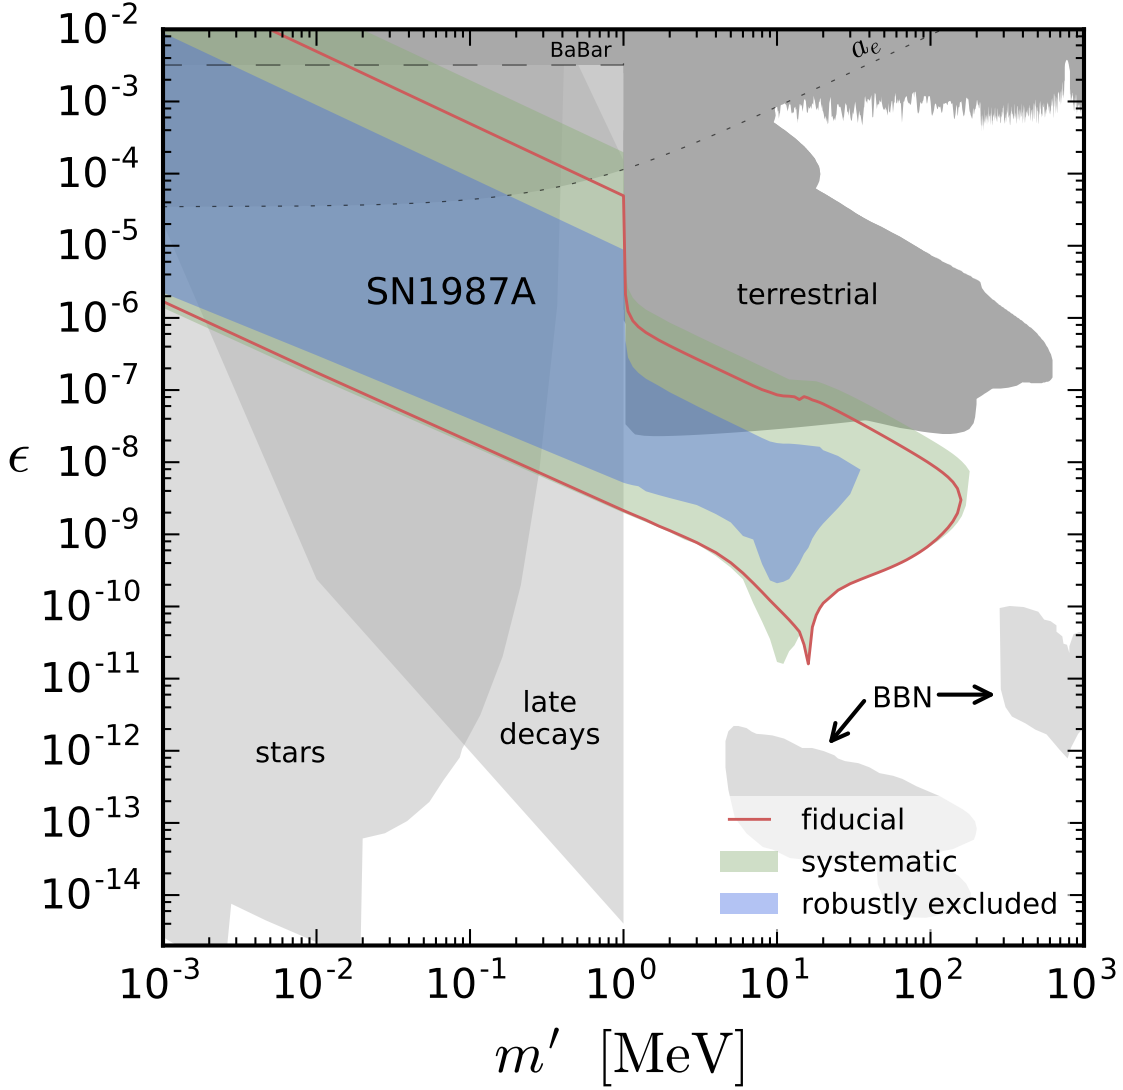 10⁻²
10⁻³
10⁻⁴
10⁻⁵
10⁻⁶
10⁻⁷
10⁻⁸
10⁻⁹
10⁻¹⁰
10⁻¹¹
10⁻¹²
10⁻¹³
10⁻¹⁴
ϵ
BaBar
aₑ
SN1987A
terrestrial
late
decays
stars
BBN
fiducial
systematic
robustly excluded
10⁻³ 10⁻² 10⁻¹ 10⁰ 10¹ 10² 10³
m′ [MeV]